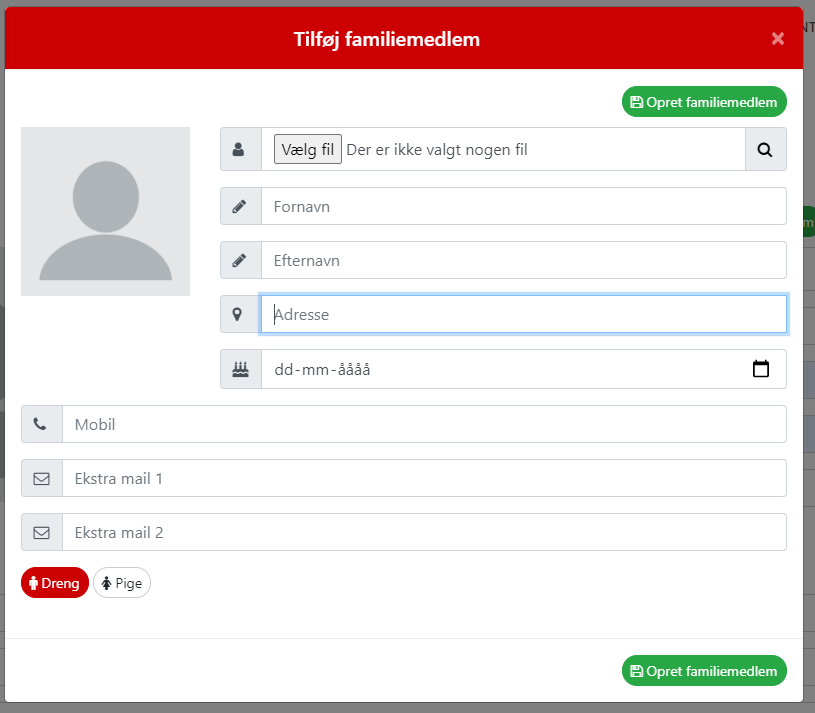 Tilføj familiemedlem
×
NT
Opret familiemedlem
Vælg fil Der er ikke valgt nogen fil
Fornavn
m
Efternavn
Adresse
dd-mm-åååå
Mobil
Ekstra mail 1
Ekstra mail 2
Dreng Pige
Opret familiemedlem